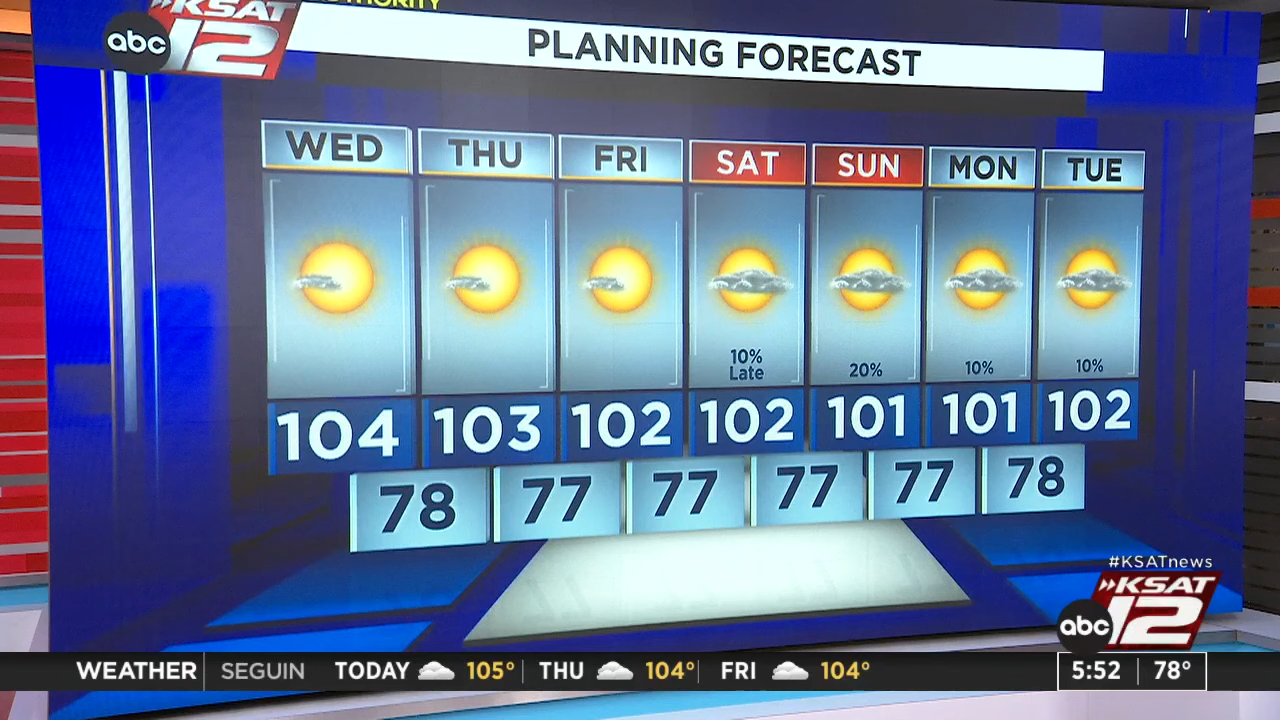 AUTHORITY
KSAT
abc 12
PLANNING FORECAST
WED THU FRI SAT SUN MON TUE
10% Late 20% 10% 10%
104 103 102 102 101 101 102
78 77 77 77 77 78
#KSATnews
KSAT
abc 12
WEATHER SEGUIN TODAY 105° THU 104° FRI 104° 5:52 78°